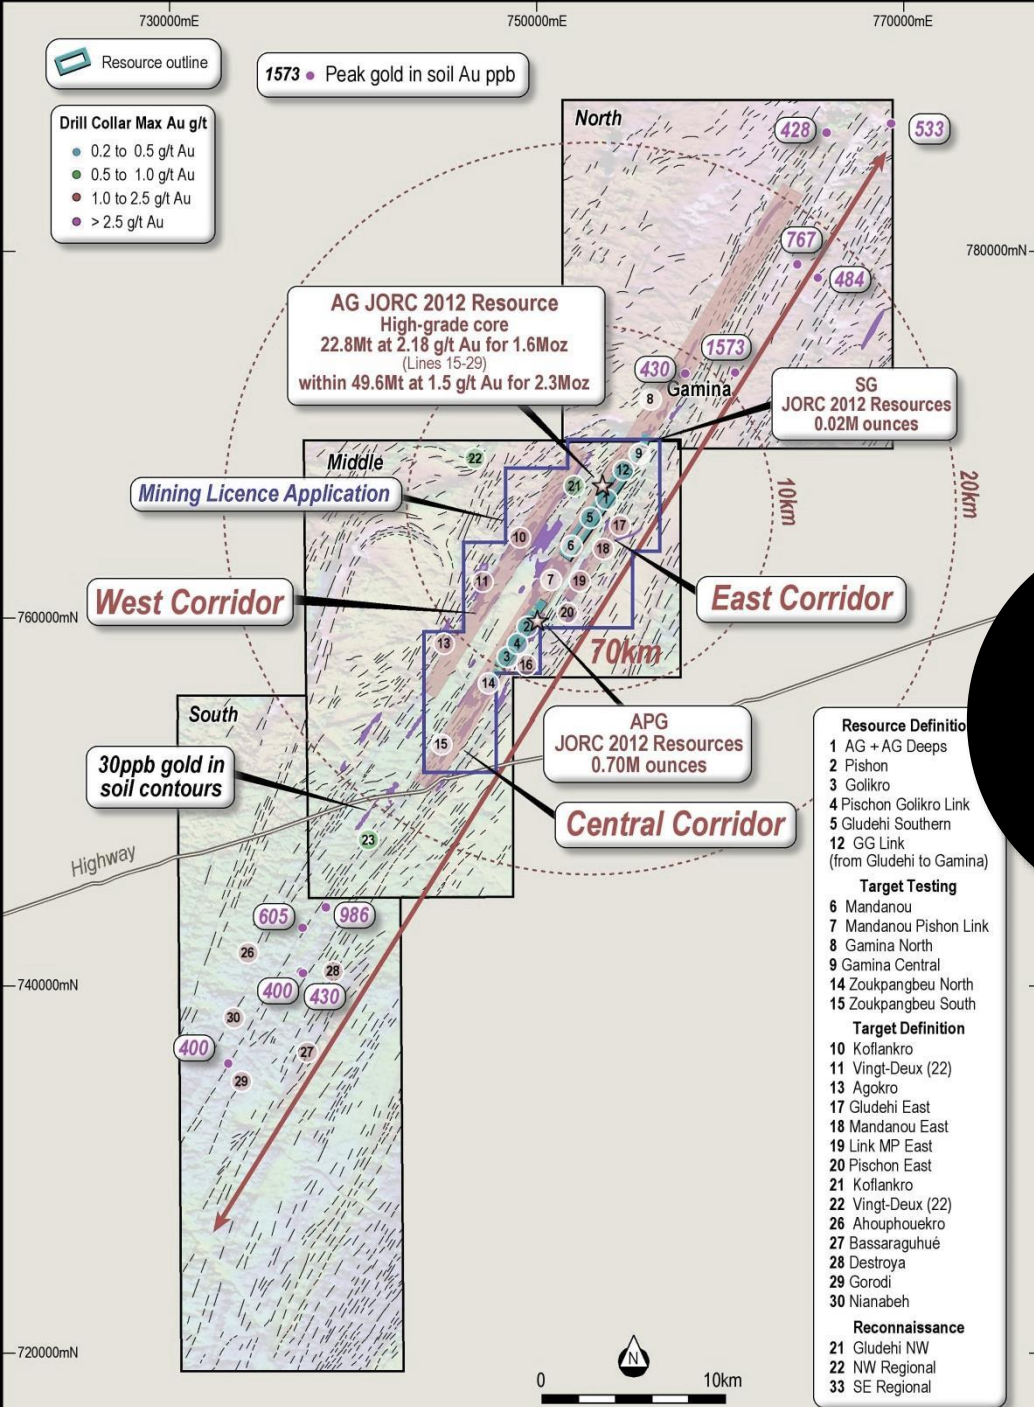 730000mE
750000mE
770000mE
Resource outline
1573 Peak gold in soil Au ppb
Drill Collar Max Au g/t
0.2 to 0.5 g/t Au
0.5 to 1.0 g/t Au
1.0 to 2.5 g/t Au
> 2.5 g/t Au
North
428
533
767
484
780000mN
AG JORC 2012 Resource
High-grade core
22.8Mt at 2.18 g/t Au for 1.6Moz
(Lines 15-29)
within 49.6Mt at 1.5 g/t Au for 2.3Moz
1573
430
Gamina
8
SG
JORC 2012 Resources
0.02M ounces
Middle
22
9
12
21
1
Mining Licence Application
10km
20km
5
17
10
6
18
11
7
19
West Corridor
East Corridor
760000mN
20
2
13
4
3
16
70km
14
South
15
APG
JORC 2012 Resources
0.70M ounces
30ppb gold in
soil contours
Central Corridor
Highway
23
605
986
26
28
400
430
740000mN
30
400
27
29
720000mN
N
0
10km
Resource Definitio
1 AG + AG Deeps
2 Pishon
3 Golikro
4 Pischon Golikro Link
5 Gludehi Southern
12 GG Link
(from Gludehi to Gamina)
Target Testing
6 Mandanou
7 Mandanou Pishon Link
8 Gamina North
9 Gamina Central
14 Zoukpangbeu North
15 Zoukpangbeu South
Target Definition
10 Koflankro
11 Vingt-Deux (22)
13 Agokro
17 Gludehi East
18 Mandanou East
19 Link MP East
20 Pischon East
21 Koflankro
22 Vingt-Deux (22)
26 Ahouphouekro
27 Bassaraguhué
28 Destroya
29 Gorodi
30 Nianabeh
Reconnaissance
21 Gludehi NW
22 NW Regional
33 SE Regional